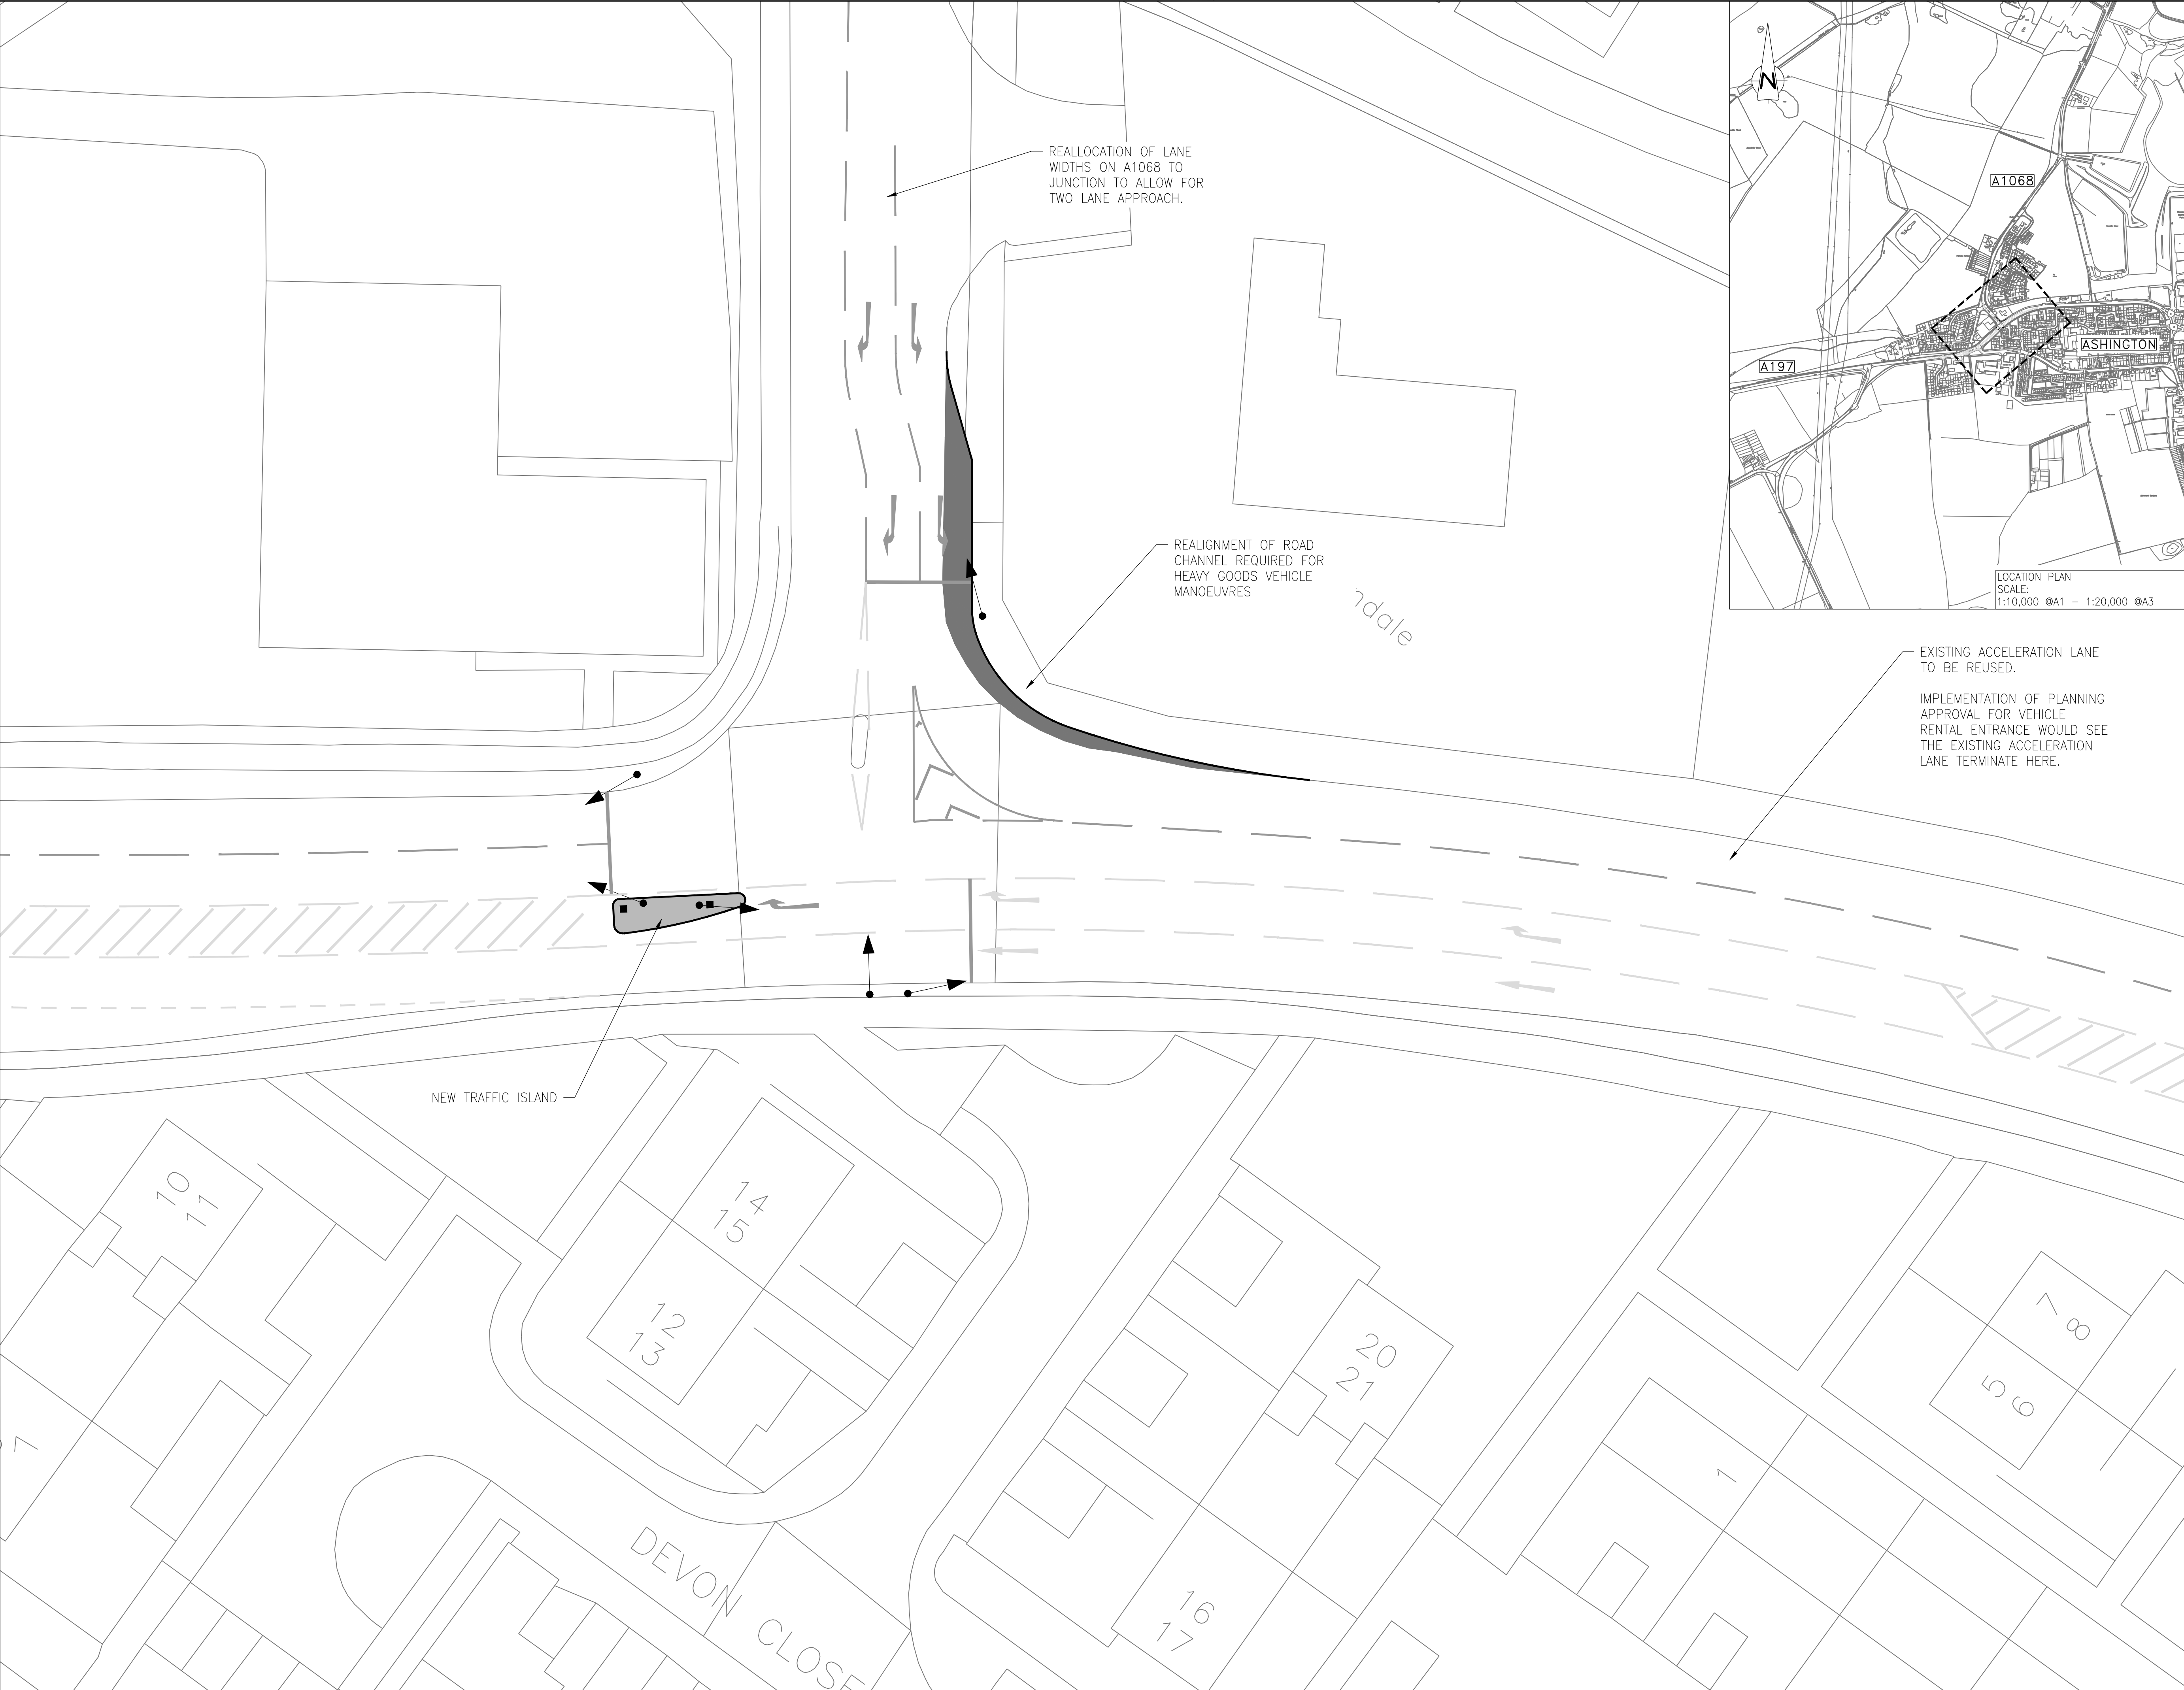 REALLOCATION OF LANE
WIDTHS ON A1068 TO
JUNCTION TO ALLOW FOR
TWO LANE APPROACH.
N
A1068
A197
ASHINGTON
LOCATION PLAN
SCALE:
1:10,000 @A1 – 1:20,000 @A3
REALIGNMENT OF ROAD
CHANNEL REQUIRED FOR
HEAVY GOODS VEHICLE
MANOEUVRES
ndale
EXISTING ACCELERATION LANE
TO BE REUSED.
IMPLEMENTATION OF PLANNING
APPROVAL FOR VEHICLE
RENTAL ENTRANCE WOULD SEE
THE EXISTING ACCELERATION
LANE TERMINATE HERE.
NEW TRAFFIC ISLAND
10
11
14
15
12
13
20
21
7 8
5 6
1
7
16
17
DEVON CLOSE